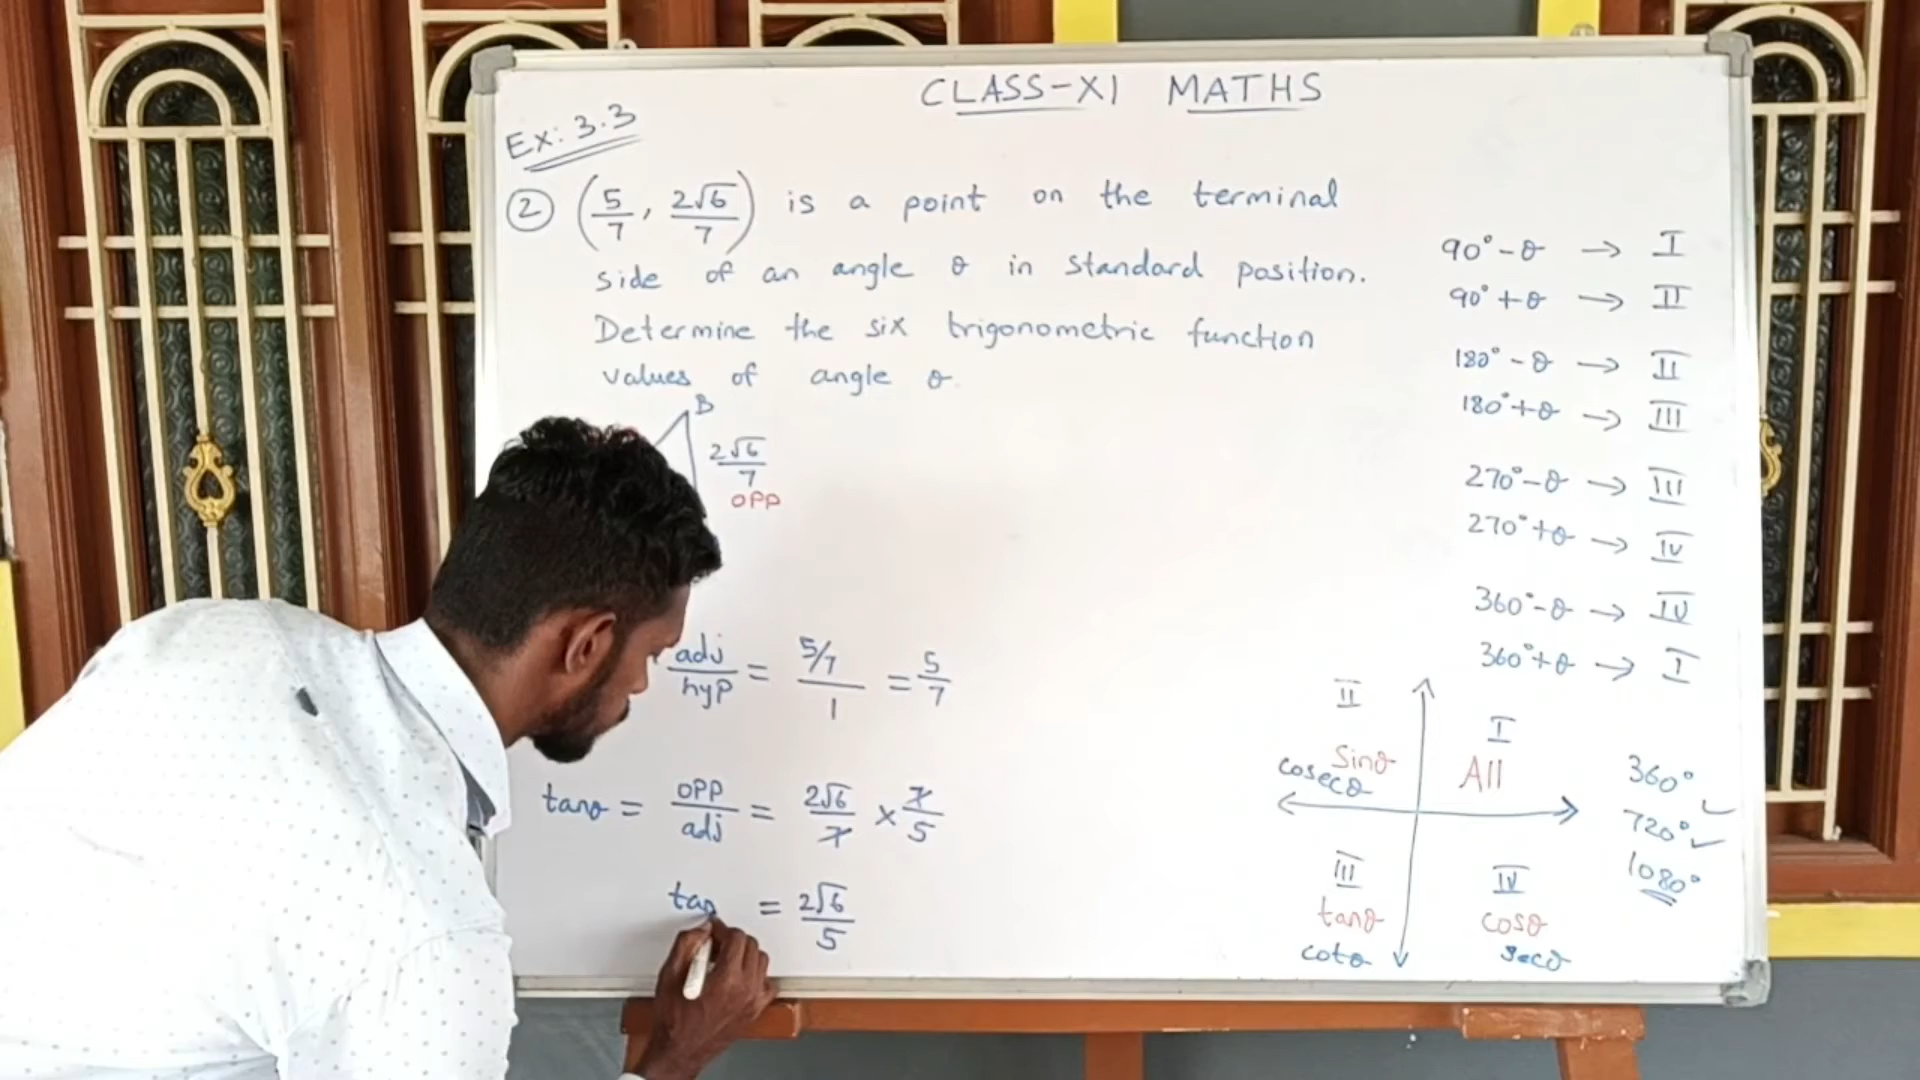 CLASS-XI MATHS
Ex: 3.3
② (5/7, 2√6/7) is a point on the terminal
side of an angle θ in standard position.
Determine the six trigonometric function
values of angle θ
B
2√6/7
OPP
adj/hyp = (5/7)/1 = 5/7
tanθ = OPP/adj = 2√6/7 × 7/5
tan = 2√6/5
90°-θ → I
90°+θ → II
180°-θ → II
180°+θ → III
270°-θ → III
270°+θ → IV
360°-θ → IV
360°+θ → I
II
Sinθ
cosecθ
I
All
III
tanθ
cotθ
IV
cosθ
secθ
360°
720°
1080°